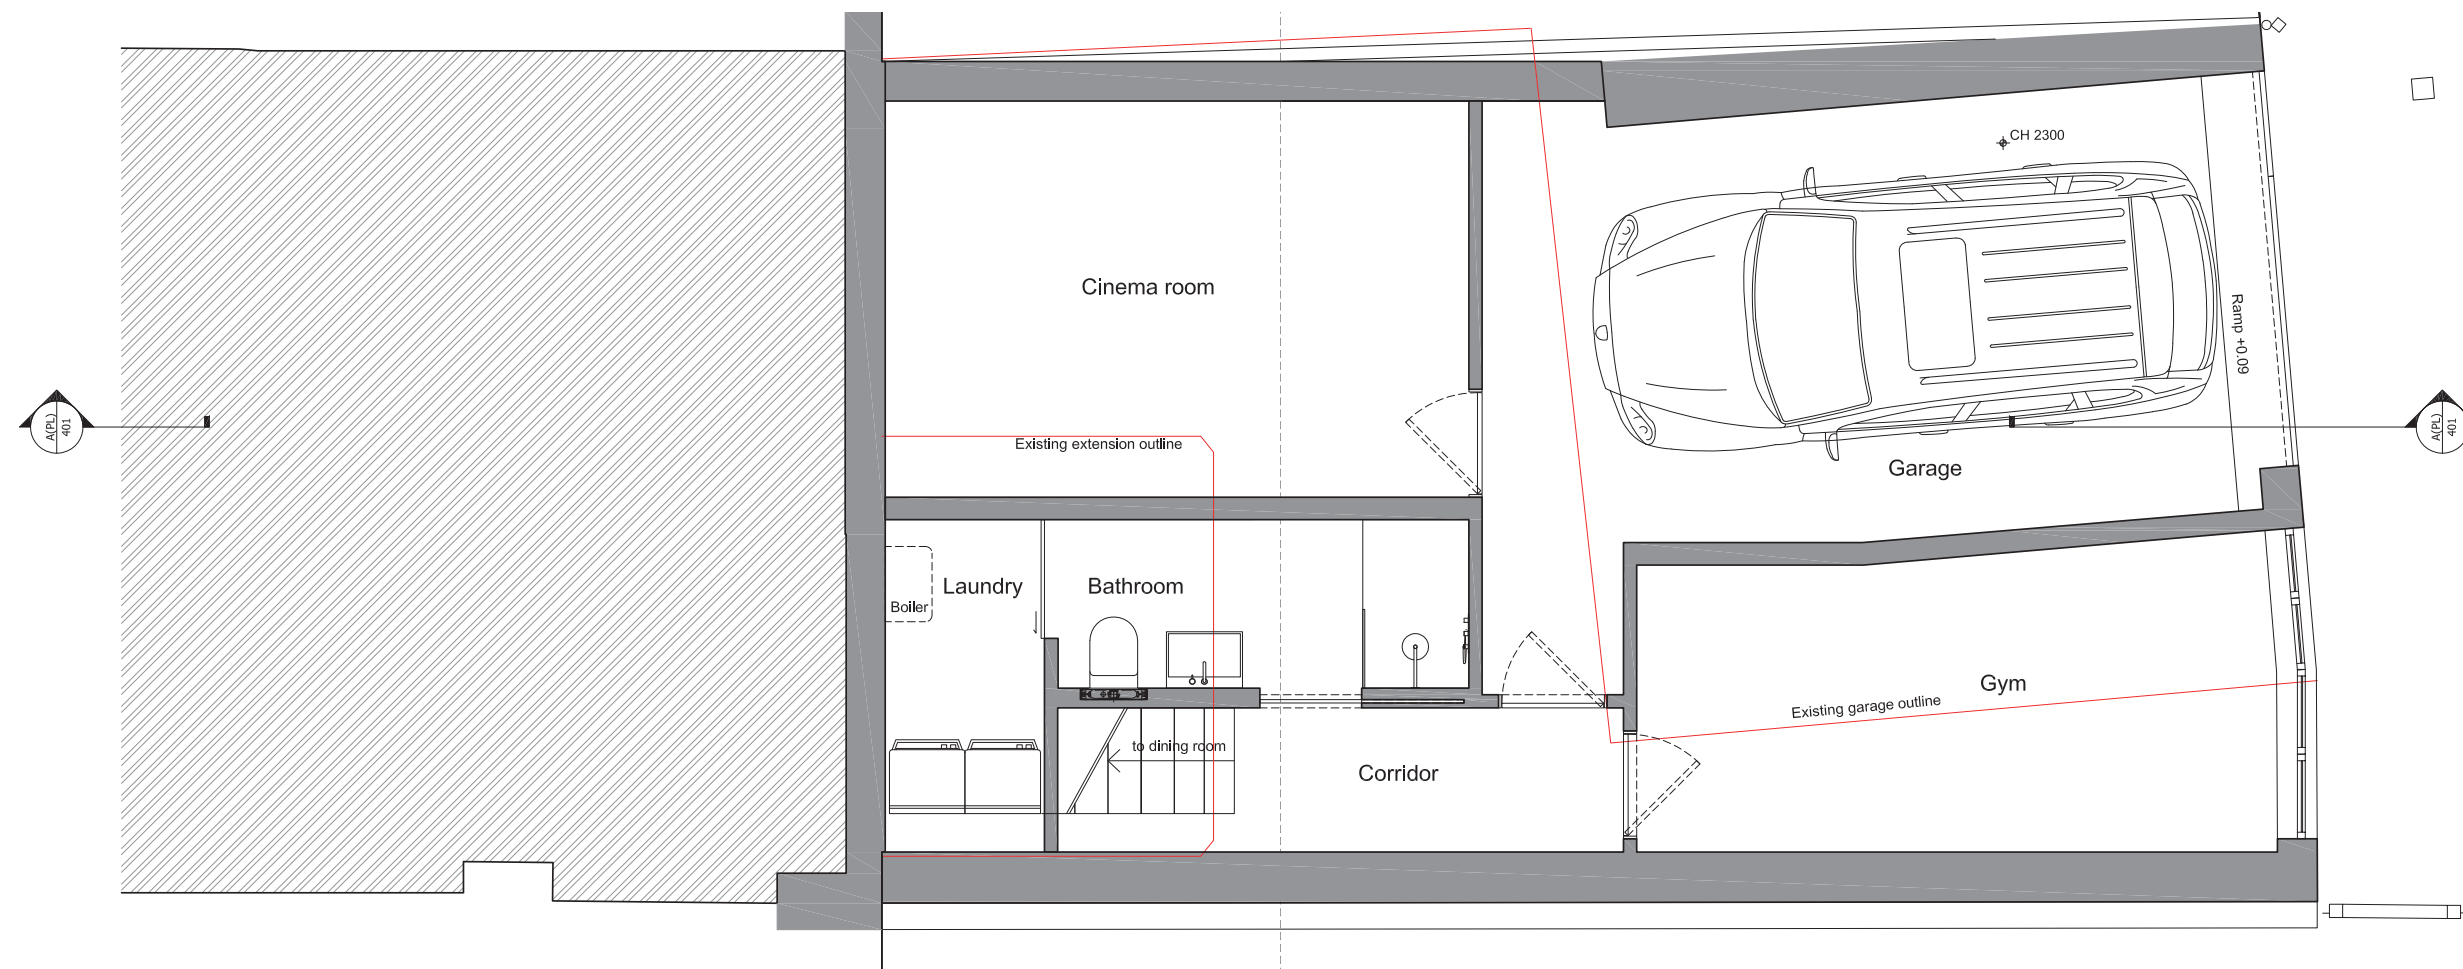 CH 2300
Cinema room
Ramp +0.09
A(PL)
401
A(PL)
401
Existing extension outline
Garage
Laundry
Bathroom
Boiler
Gym
Existing garage outline
to dining room
Corridor